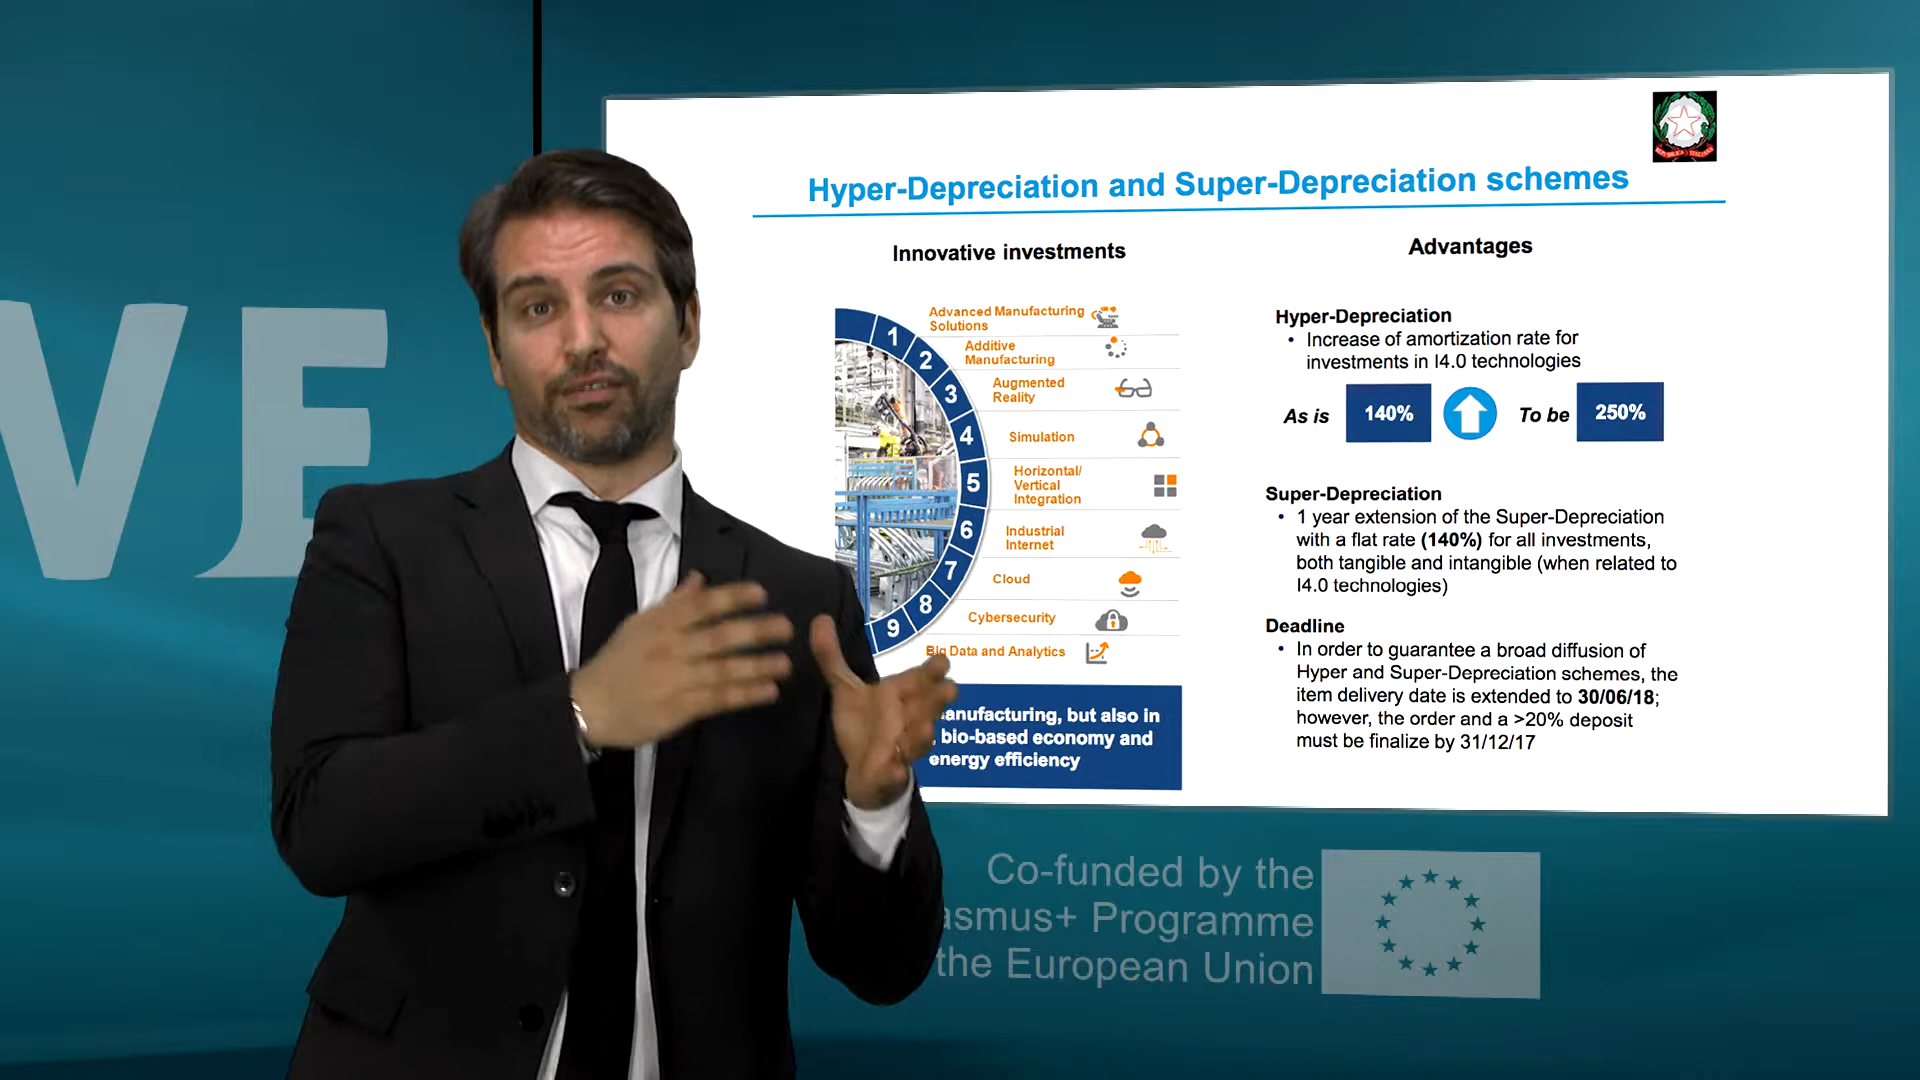 VE
Hyper-Depreciation and Super-Depreciation schemes
Innovative investments
1
2
3
4
5
6
7
8
9
Advanced Manufacturing
Solutions
Additive
Manufacturing
Augmented
Reality
Simulation
Horizontal/
Vertical
Integration
Industrial
Internet
Cloud
Cybersecurity
Big Data and Analytics
but also in
bio-based economy and
energy efficiency
Advantages
Hyper-Depreciation
• Increase of amortization rate for
investments in I4.0 technologies
As is 140% To be 250%
Super-Depreciation
• 1 year extension of the Super-Depreciation
with a flat rate (140%) for all investments,
both tangible and intangible (when related to
I4.0 technologies)
Deadline
• In order to guarantee a broad diffusion of
Hyper and Super-Depreciation schemes, the
item delivery date is extended to 30/06/18;
however, the order and a >20% deposit
must be finalize by 31/12/17
Co-funded by the
asmus+ Programme
the European Union